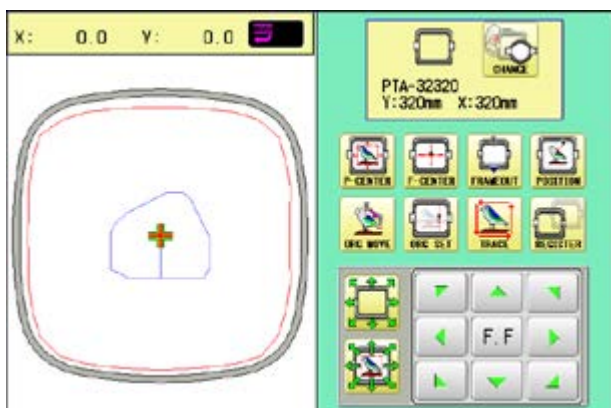 X: 0.0 Y: 0.0
CHANGE
PTA-32320
Y:320mm X:320mm
P-CENTER F-CENTER FRAMEOUT POSITION
ORG MOVE ORG SET TRACE REGISTER
F.F